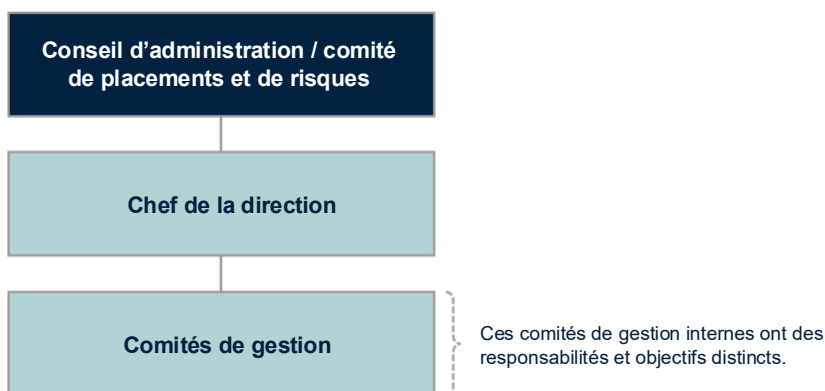 Conseil d’administration / comité
de placements et de risques
Chef de la direction
Comités de gestion
Ces comités de gestion internes ont des
responsabilités et objectifs distincts.